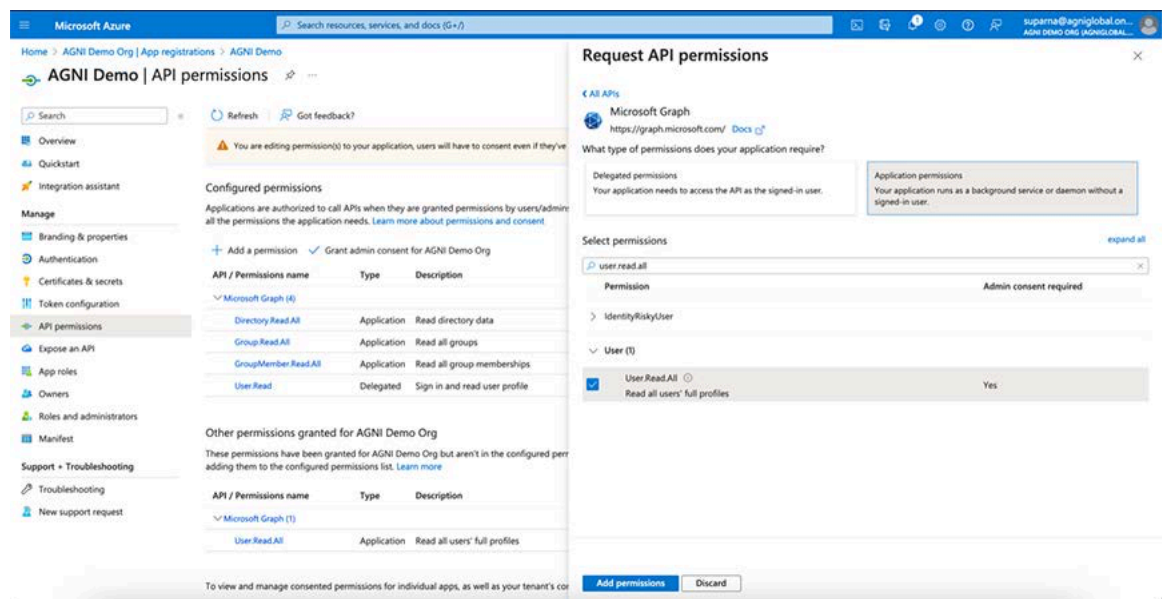 Microsoft Azure
Search resources, services, and docs (G+/)
1
suparna@agniglobal.on...
AGNI DEMO ORG (AGNIGLOBAL...
Home > AGNI Demo Org | App registrations > AGNI Demo
AGNI Demo | API permissions
Search
Overview
Quickstart
Integration assistant
Manage
Branding & properties
Authentication
Certificates & secrets
Token configuration
API permissions
Expose an API
App roles
Owners
Roles and administrators
Manifest
Support + Troubleshooting
Troubleshooting
New support request
Refresh
Got feedback?
You are editing permission(s) to your application, users will have to consent even if they've
Configured permissions
Applications are authorized to call APIs when they are granted permissions by users/admins
all the permissions the application needs. Learn more about permissions and consent
Add a permission
Grant admin consent for AGNI Demo Org
API / Permissions name Type Description
Microsoft Graph (4)
Directory.Read.All Application Read directory data
Group.Read.All Application Read all groups
GroupMember.Read.All Application Read all group memberships
User.Read Delegated Sign in and read user profile
Other permissions granted for AGNI Demo Org
These permissions have been granted for AGNI Demo Org but aren't in the configured perr
adding them to the configured permissions list. Learn more
API / Permissions name Type Description
Microsoft Graph (1)
User.Read.All Application Read all users' full profiles
To view and manage consented permissions for individual apps, as well as your tenant's cor
Request API permissions
All APIs
Microsoft Graph
https://graph.microsoft.com/ Docs
What type of permissions does your application require?
Delegated permissions
Your application needs to access the API as the signed-in user.
Application permissions
Your application runs as a background service or daemon without a
signed-in user.
Select permissions
expand all
user.read.all
Permission Admin consent required
IdentityRiskyUser
User (1)
User.Read.All
Read all users' full profiles
Yes
Add permissions
Discard